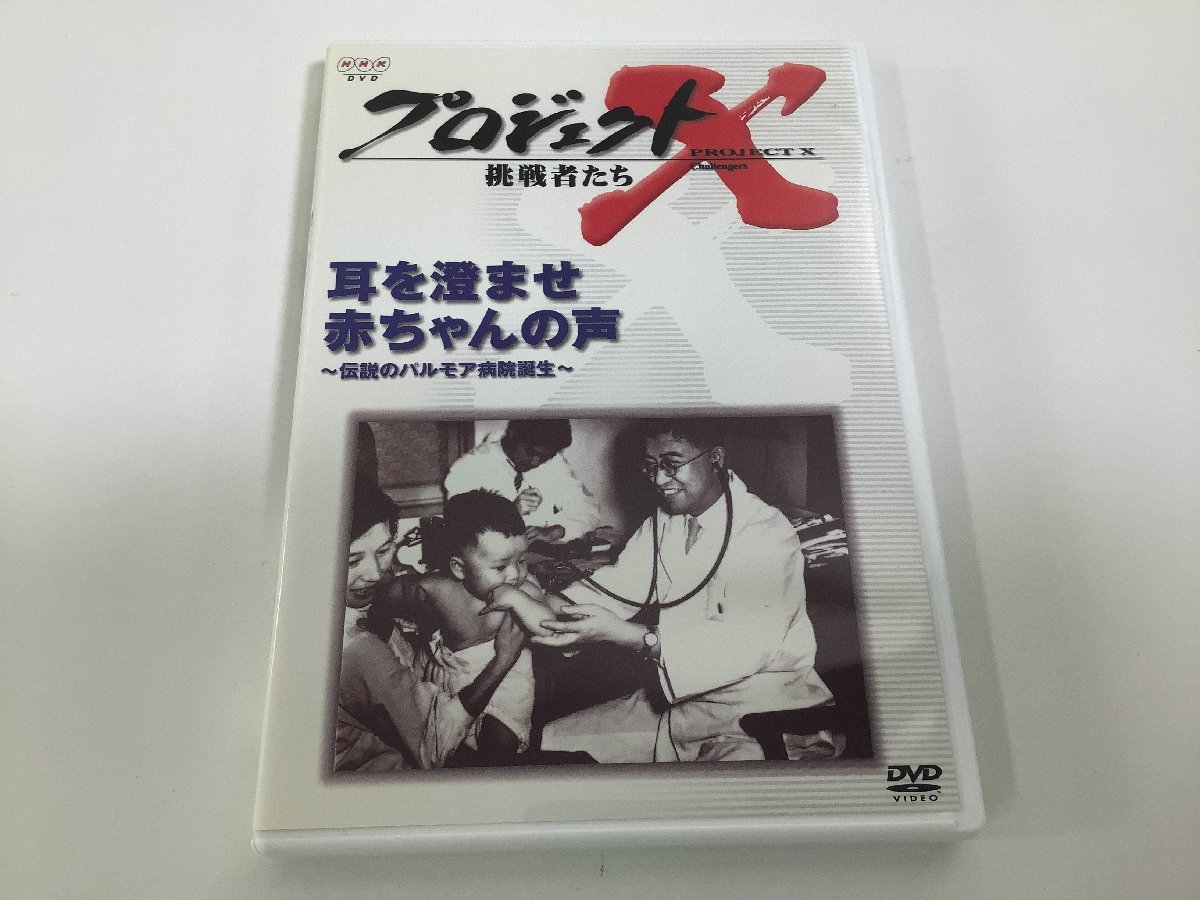 NHK
DVD
プロジェクトX
PROJECT X
Challengers
挑戦者たち
耳を澄ませ
赤ちゃんの声
～伝説のパルモア病院誕生～
DVD
VIDEO